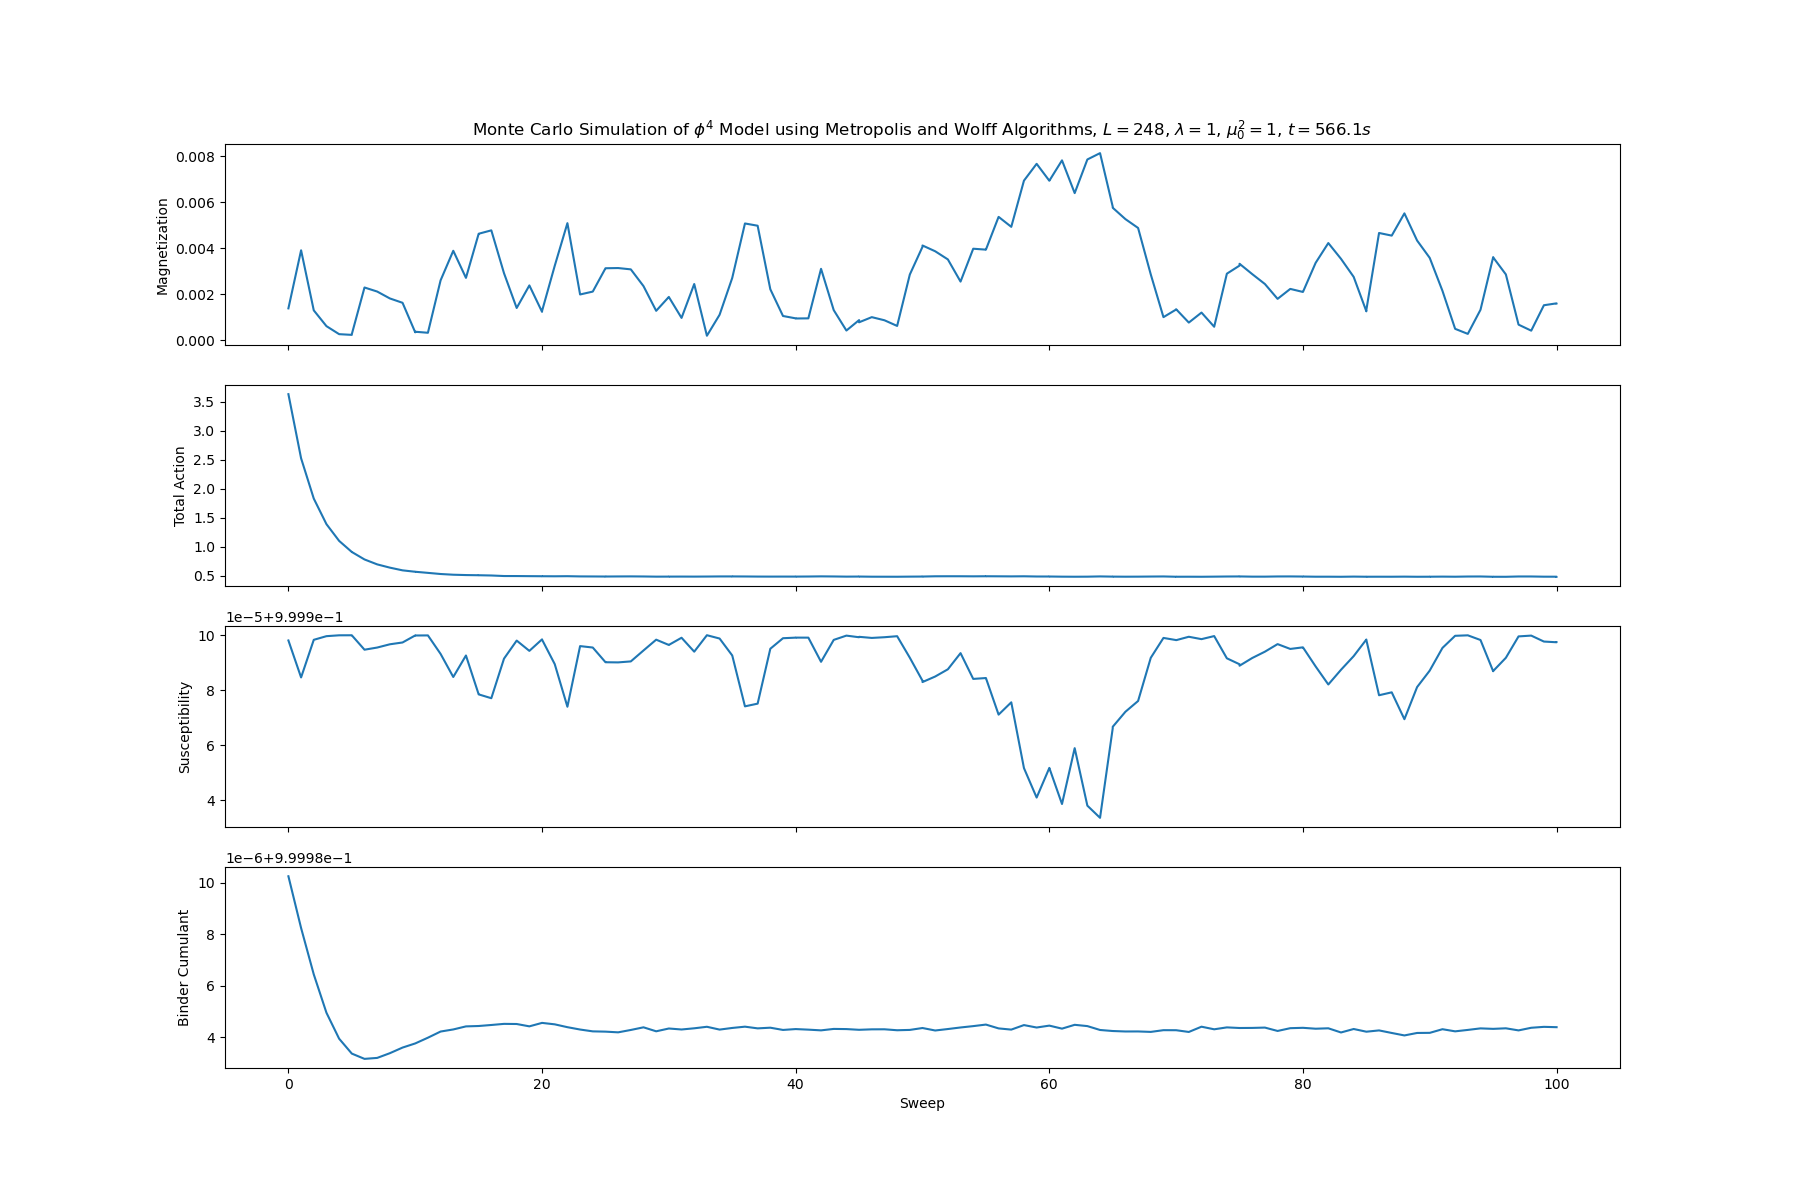 Monte Carlo Simulation of ϕ⁴ Model using Metropolis and Wolff Algorithms, L = 248, λ = 1, μ₀² = 1, t = 566.1s
Magnetization
0.008
0.006
0.004
0.002
0.000
Total Action
3.5
3.0
2.5
2.0
1.5
1.0
0.5
1e−5+9.999e−1
Susceptibility
10
8
6
4
1e−6+9.9998e−1
Binder Cumulant
10
8
6
4
0 20 40 60 80 100
Sweep